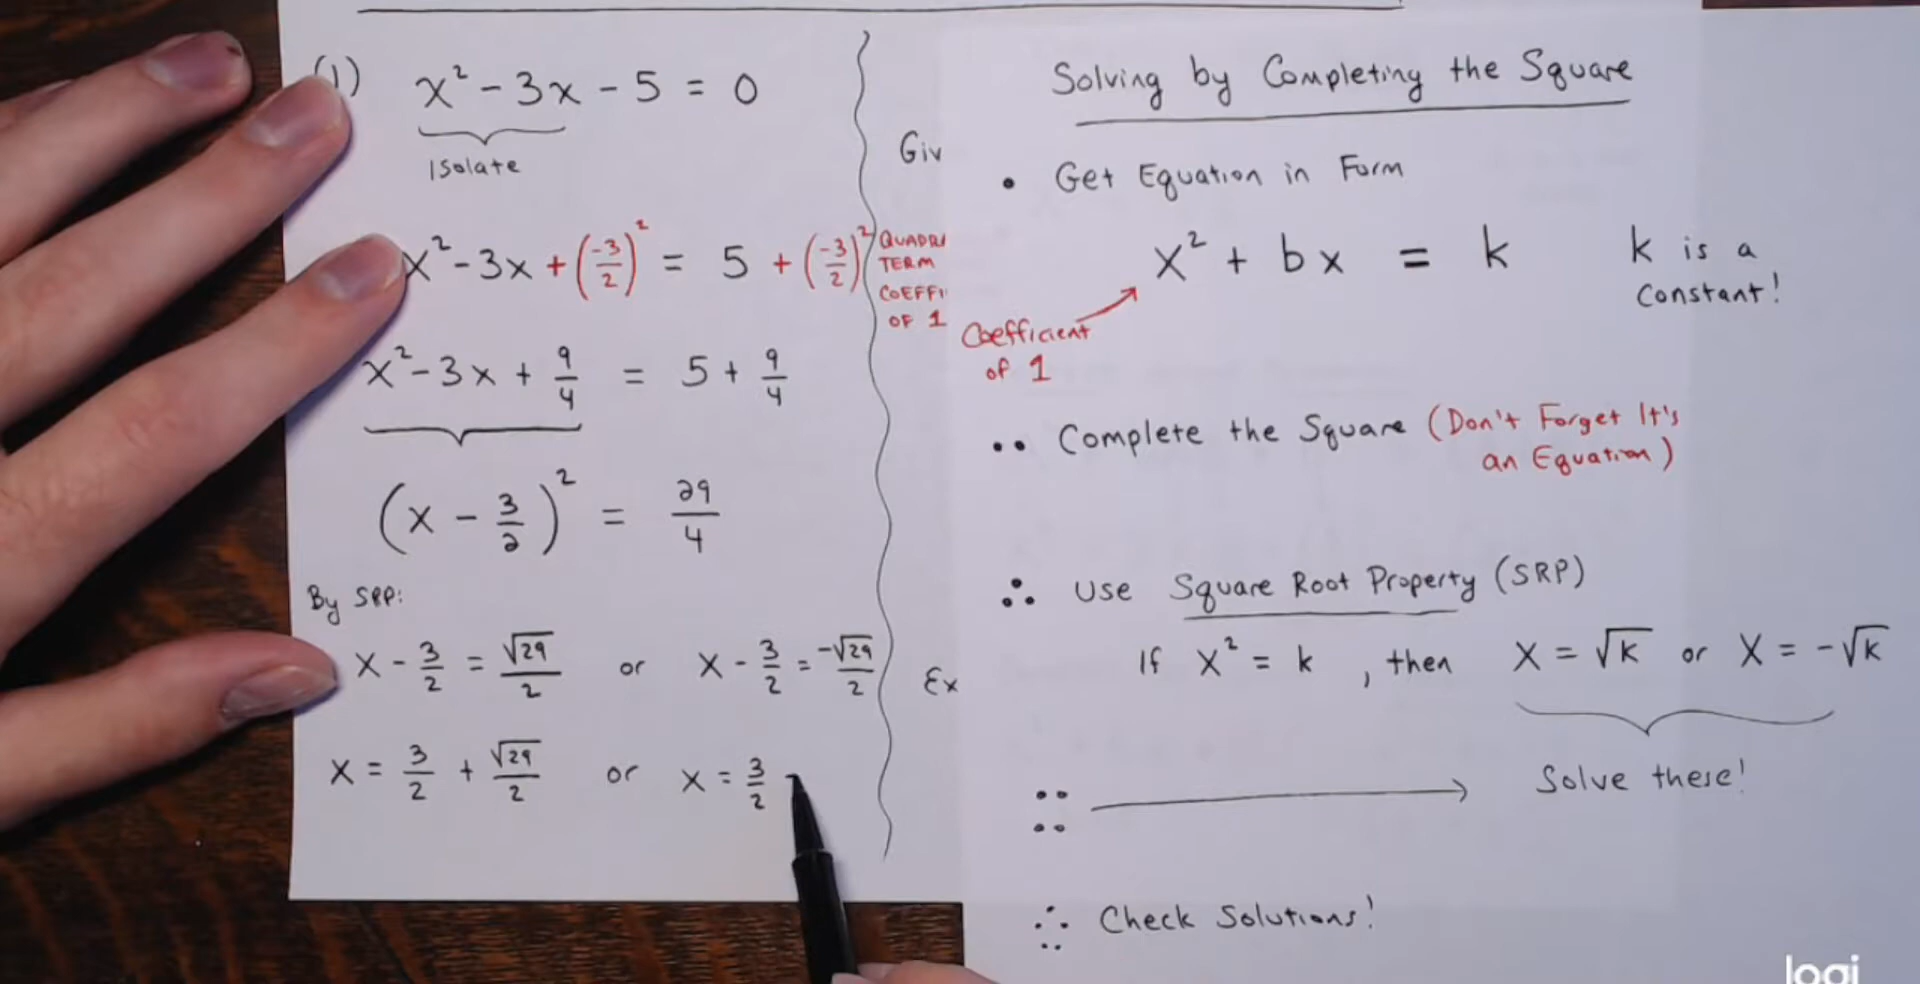 (1) x² - 3x - 5 = 0
Isolate
x² - 3x + (-3/2)² = 5 + (-3/2)²
x² - 3x + 9/4 = 5 + 9/4
(x - 3/2)² = 29/4
By SRP:
x - 3/2 = √29/2 or x - 3/2 = -√29/2
x = 3/2 + √29/2 or x = 3/2 -
Giv
QUADRA
TERM
COEFFI
OF 1
Ex
Solving by Completing the Square
• Get Equation in Form
x² + bx = k k is a
Constant!
Coefficient
of 1
•• Complete the Square (Don't Forget It's
an Equation)
∴ Use Square Root Property (SRP)
If x² = k , then x = √k or x = -√k
:: → Solve these!
Check Solutions!
logi